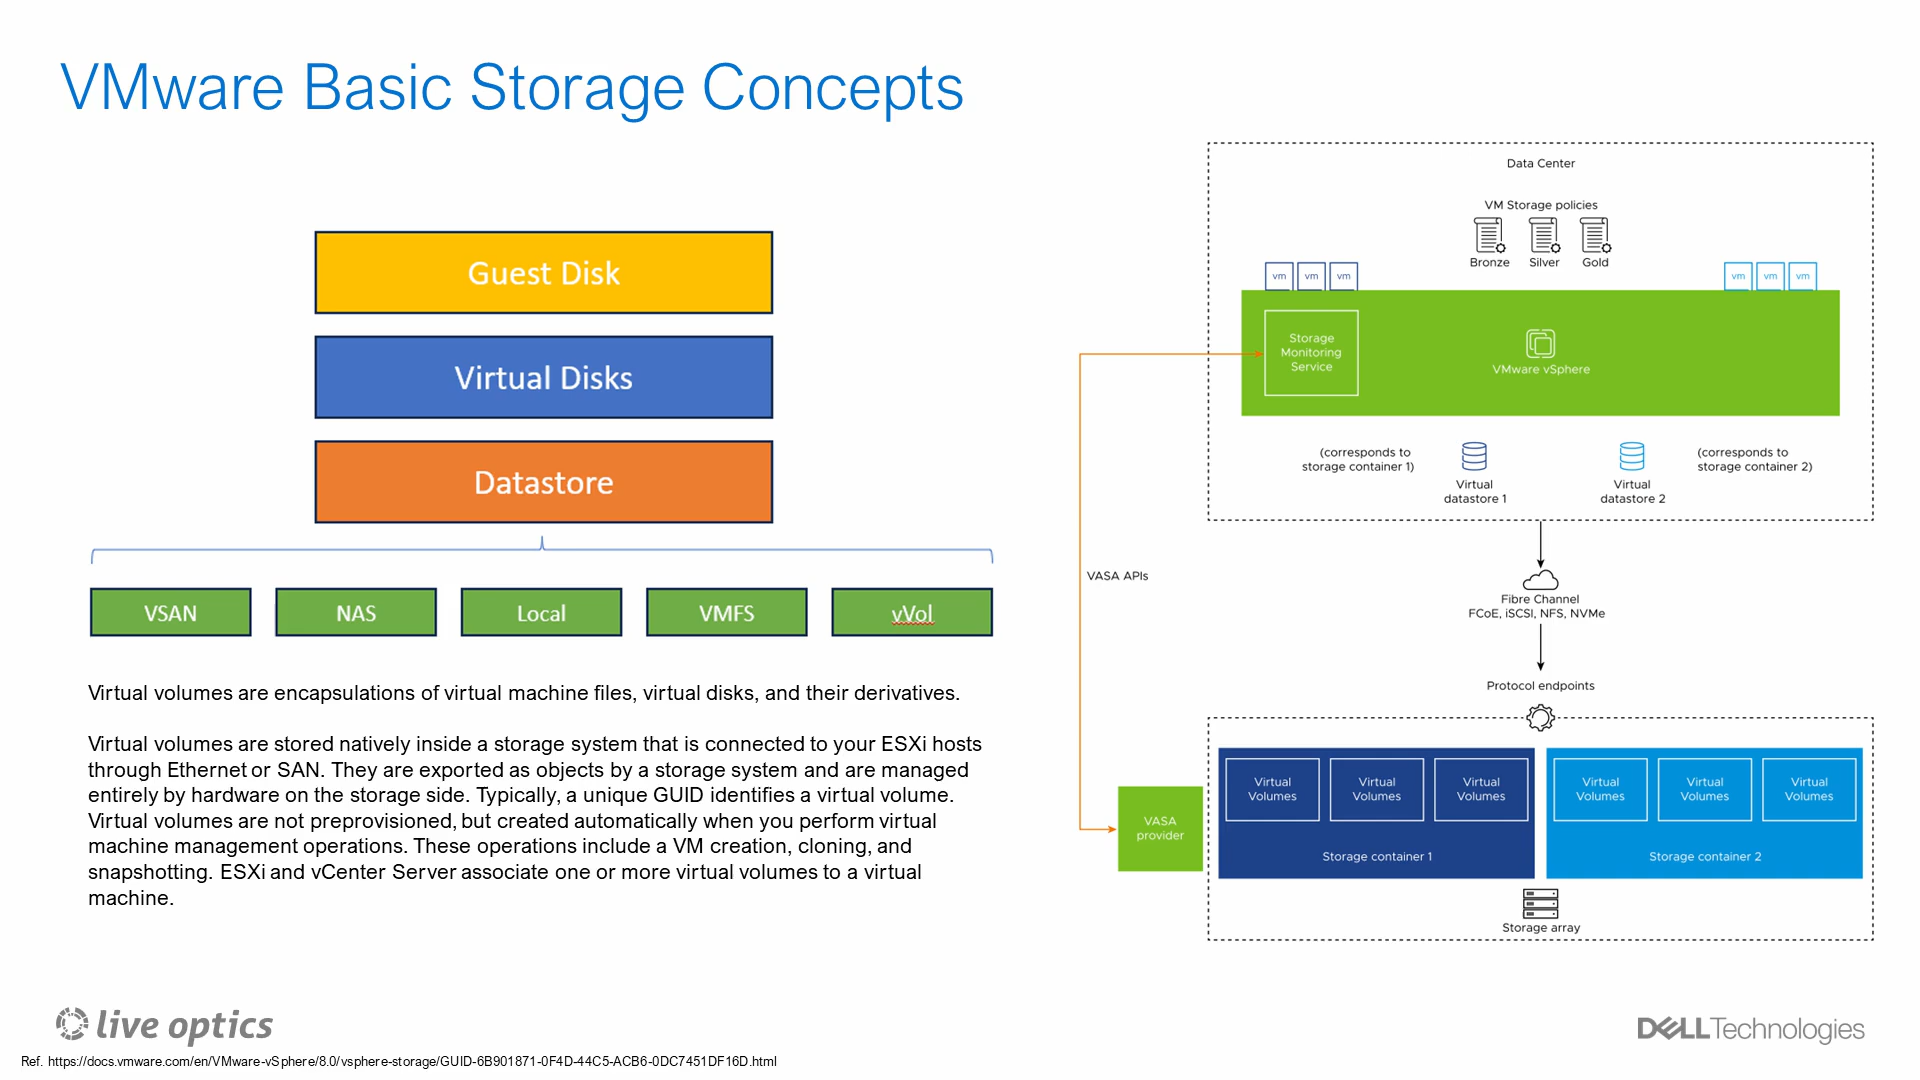 VMware Basic Storage Concepts
Guest Disk
Virtual Disks
Datastore
VSAN
NAS
Local
VMFS
vVol
Virtual volumes are encapsulations of virtual machine files, virtual disks, and their derivatives.
Virtual volumes are stored natively inside a storage system that is connected to your ESXi hosts
through Ethernet or SAN. They are exported as objects by a storage system and are managed
entirely by hardware on the storage side. Typically, a unique GUID identifies a virtual volume.
Virtual volumes are not preprovisioned, but created automatically when you perform virtual
machine management operations. These operations include a VM creation, cloning, and
snapshotting. ESXi and vCenter Server associate one or more virtual volumes to a virtual
machine.
Data Center
VM Storage policies
Bronze
Silver
Gold
vm
vm
vm
vm
vm
vm
Storage
Monitoring
Service
VMware vSphere
(corresponds to
storage container 1)
Virtual
datastore 1
Virtual
datastore 2
(corresponds to
storage container 2)
VASA APIs
Fibre Channel
FCoE, iSCSI, NFS, NVMe
Protocol endpoints
VASA
provider
Virtual
Volumes
Virtual
Volumes
Virtual
Volumes
Storage container 1
Virtual
Volumes
Virtual
Volumes
Virtual
Volumes
Storage container 2
Storage array
live optics
DELLTechnologies
Ref. https://docs.vmware.com/en/VMware-vSphere/8.0/vsphere-storage/GUID-6B901871-0F4D-44C5-ACB6-0DC7451DF16D.html